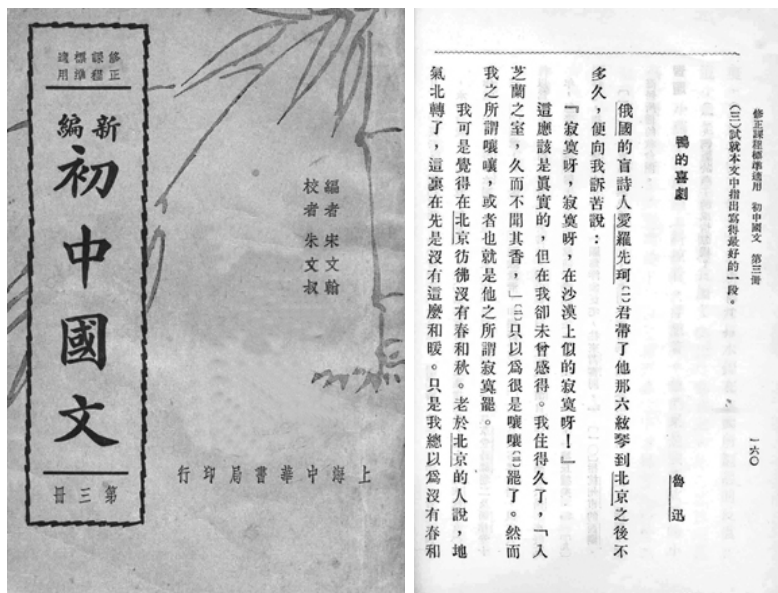 修正課程標準適用
新編
初中國文
第三冊
編者 宋文翰
校者 朱文叔
上海中華書局印行
修正課程標準適用 初中國文 第三冊
一六〇
(三)試就本文中指出寫得最好的一段。
鴨的喜劇
魯迅
俄國的盲詩人愛羅先珂(一)君帶了他那六絃琴到北京之後不
多久,便向我訴苦說:
『寂寞呀,寂寞呀,在沙漠上似的寂寞呀!
這應該是眞實的,但在我卻未曾感得。我住得久了,「入
芝蘭之室,久而不聞其香,」(二)只以爲很是嚷嚷(三)罷了。然而
我之所謂嚷嚷,或者也就是他之所謂寂寞罷。
我可是覺得在北京彷彿沒有春和秋。老於北京的人說,地
氣北轉了,這裏在先是沒有這麼和暖。只是我總以爲沒有春和